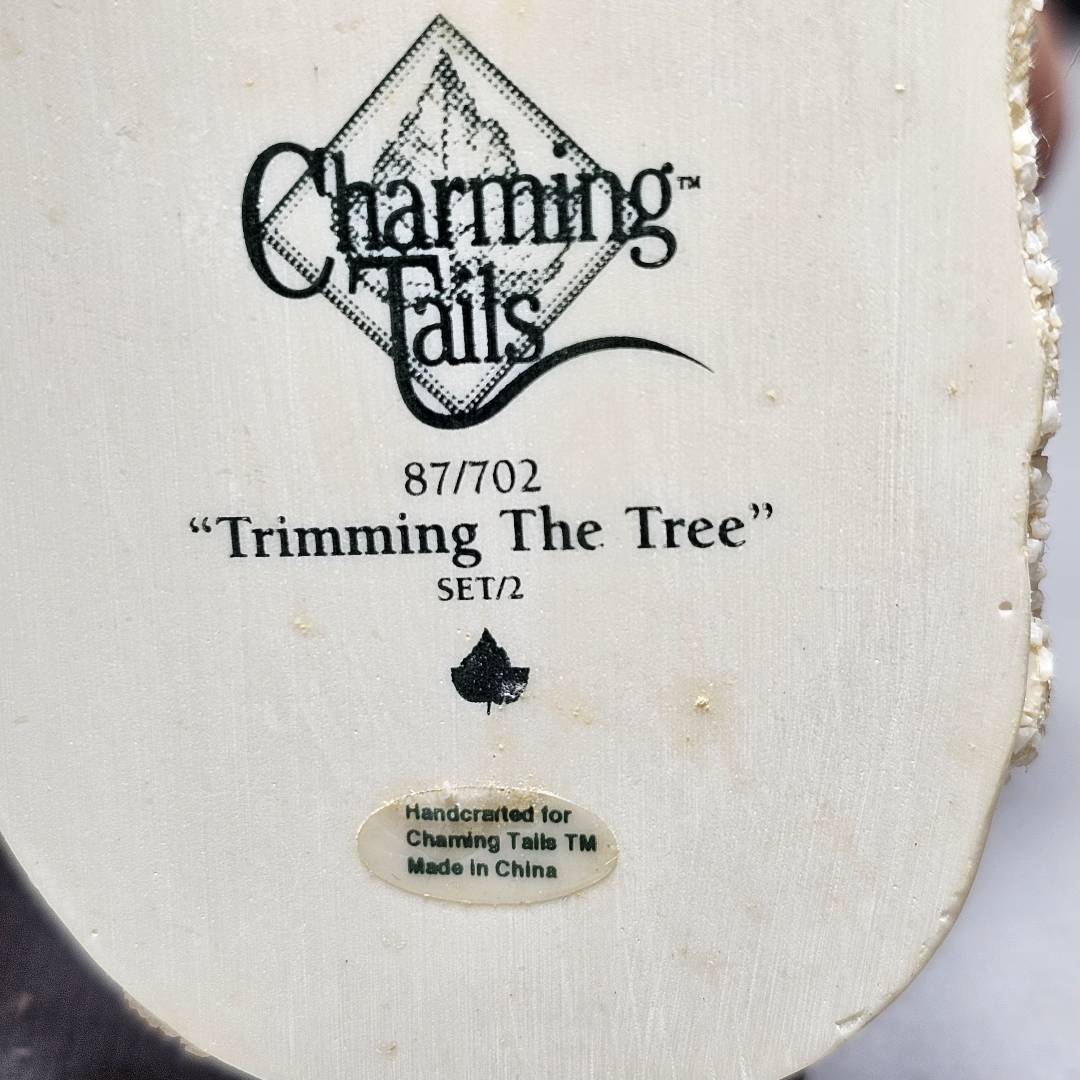 Charming™
Tails
87/702
“Trimming The Tree”
SET/2
Handcrafted for
Charming Tails TM
Made in China